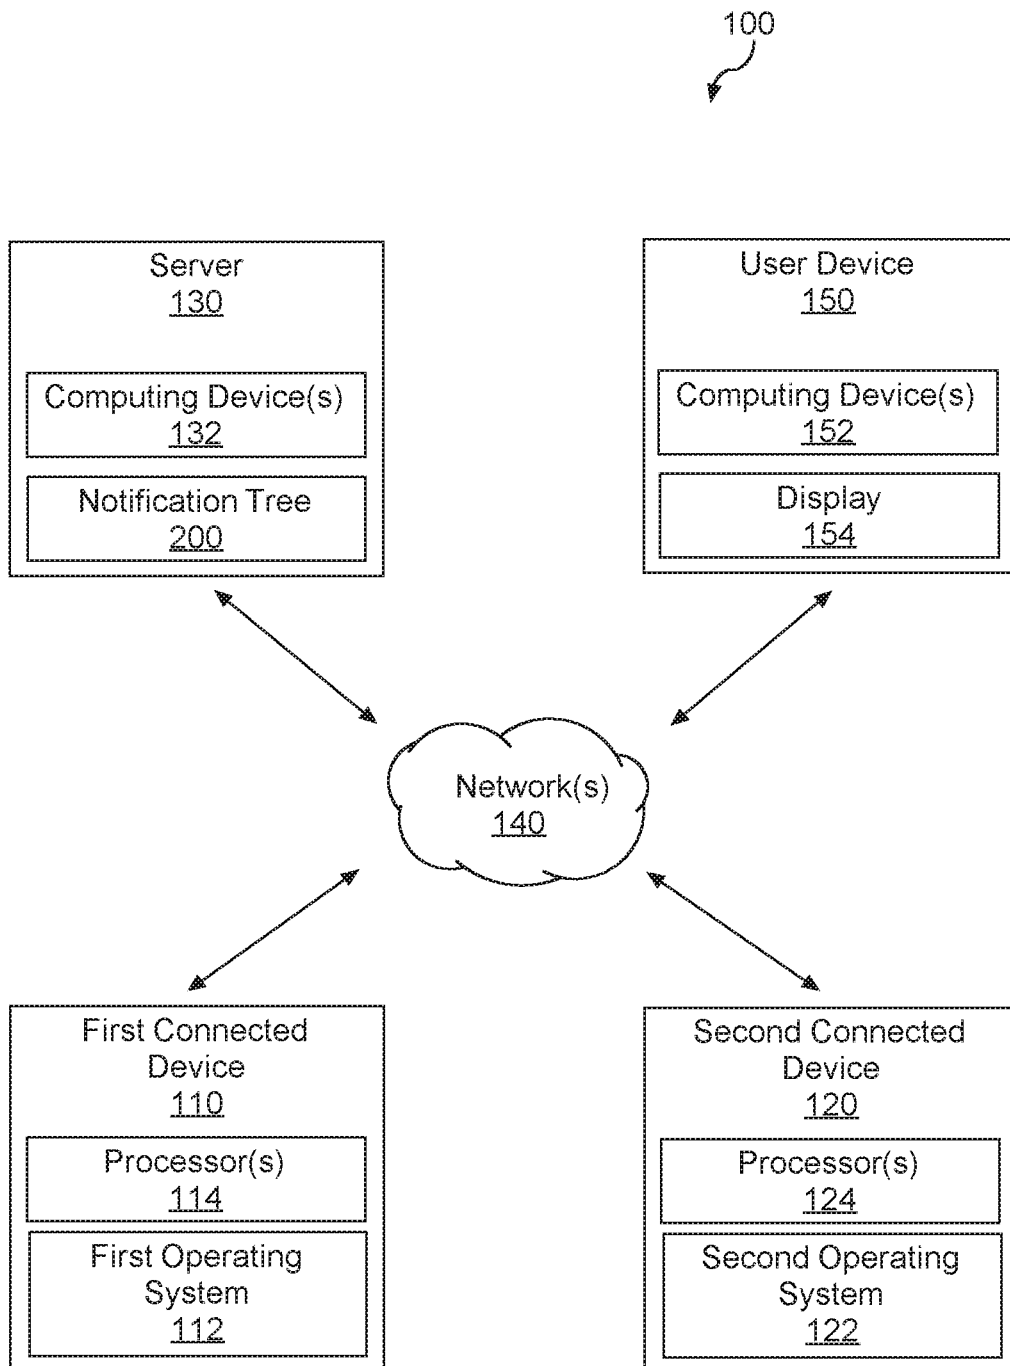 100
Server
130
Computing Device(s)
132
Notification Tree
200
User Device
150
Computing Device(s)
152
Display
154
Network(s)
140
First Connected
Device
110
Processor(s)
114
First Operating
System
112
Second Connected
Device
120
Processor(s)
124
Second Operating
System
122